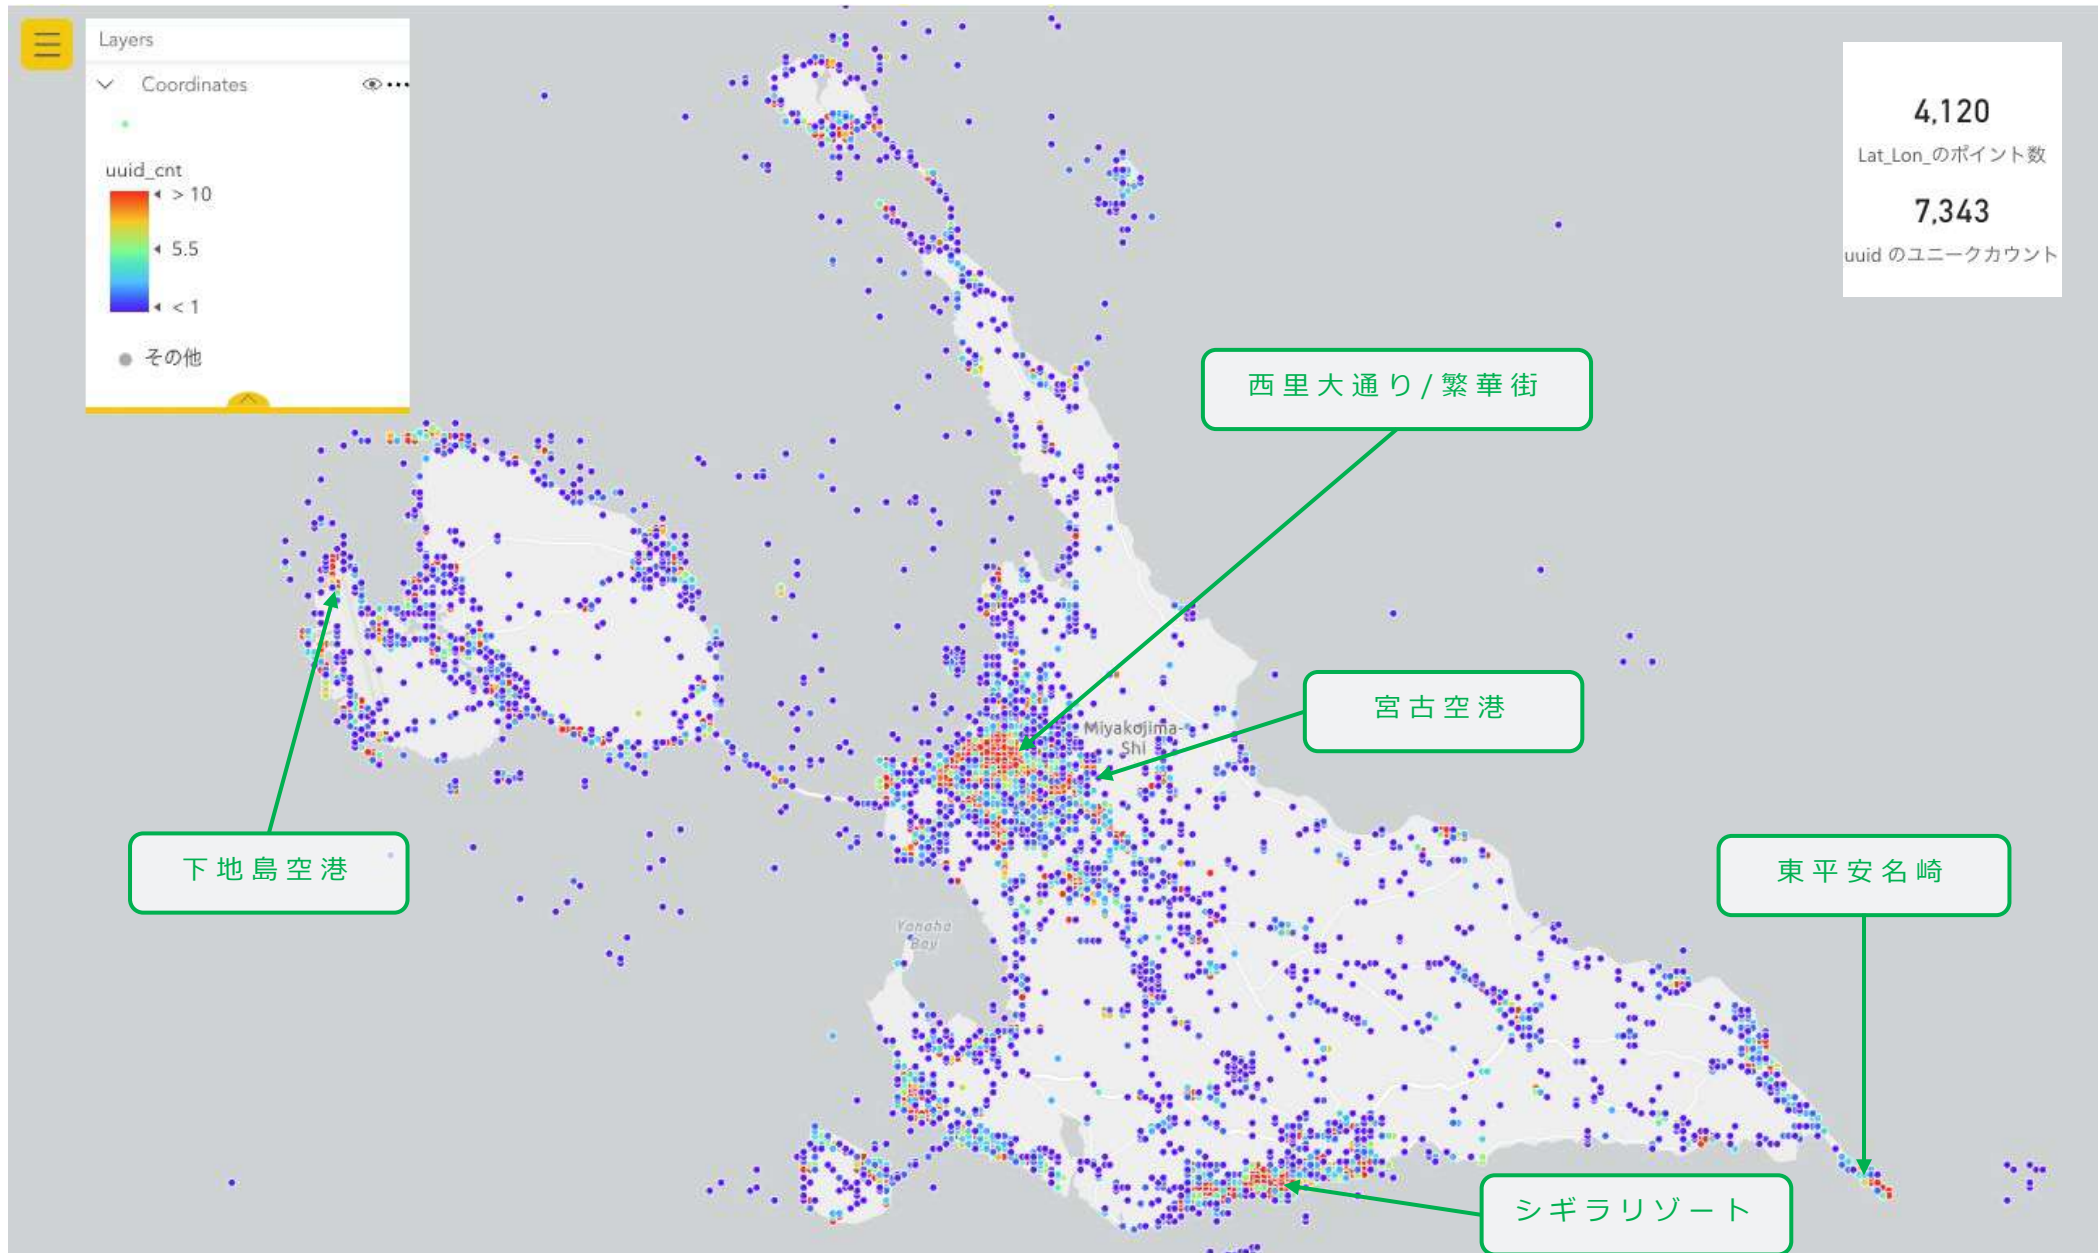 Layers
Coordinates
uuid_cnt
> 10
5.5
< 1
その他
4,120
Lat_Lon_のポイント数
7,343
uuid のユニークカウント
西里大通り/繁華街
宮古空港
Miyakojima-
Shi
下地島空港
東平安名崎
Yonaha
Bay
シギラリゾート